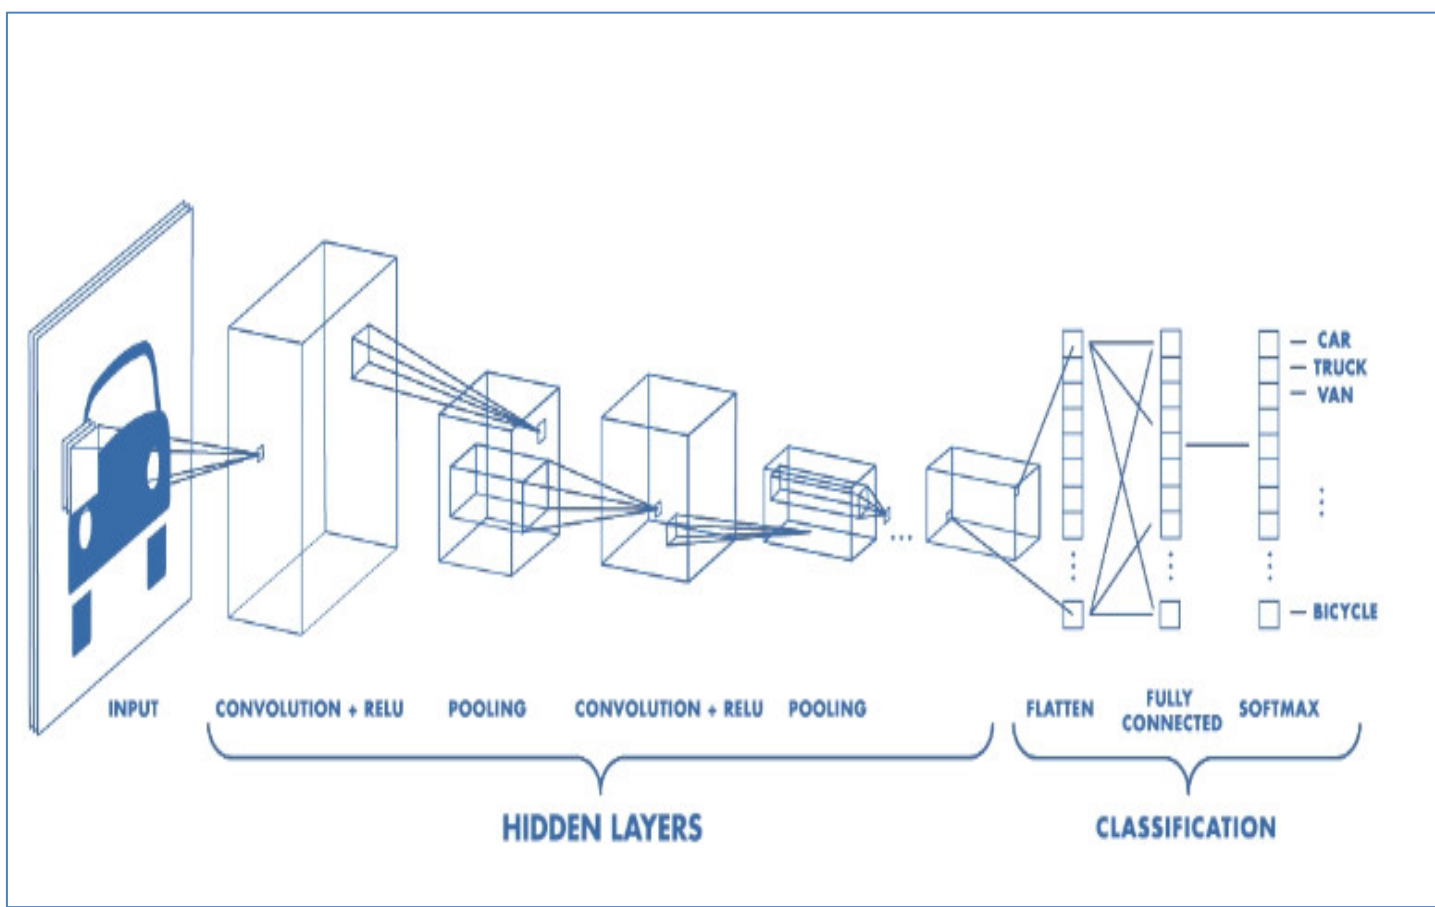 CAR
TRUCK
VAN
BICYCLE
INPUT
CONVOLUTION + RELU
POOLING
CONVOLUTION + RELU
POOLING
FLATTEN
FULLY
CONNECTED
SOFTMAX
HIDDEN LAYERS
CLASSIFICATION